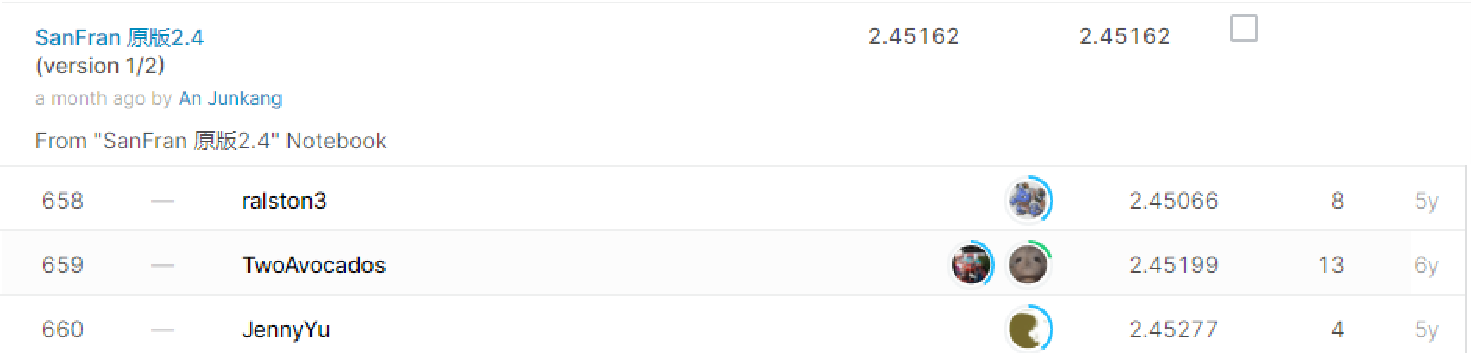 SanFran 原版2.4 2.45162 2.45162
(version 1/2)
a month ago by An Junkang
From "SanFran 原版2.4" Notebook
658 — ralston3 2.45066 8 5y
659 — TwoAvocados 2.45199 13 6y
660 — JennyYu 2.45277 4 5y